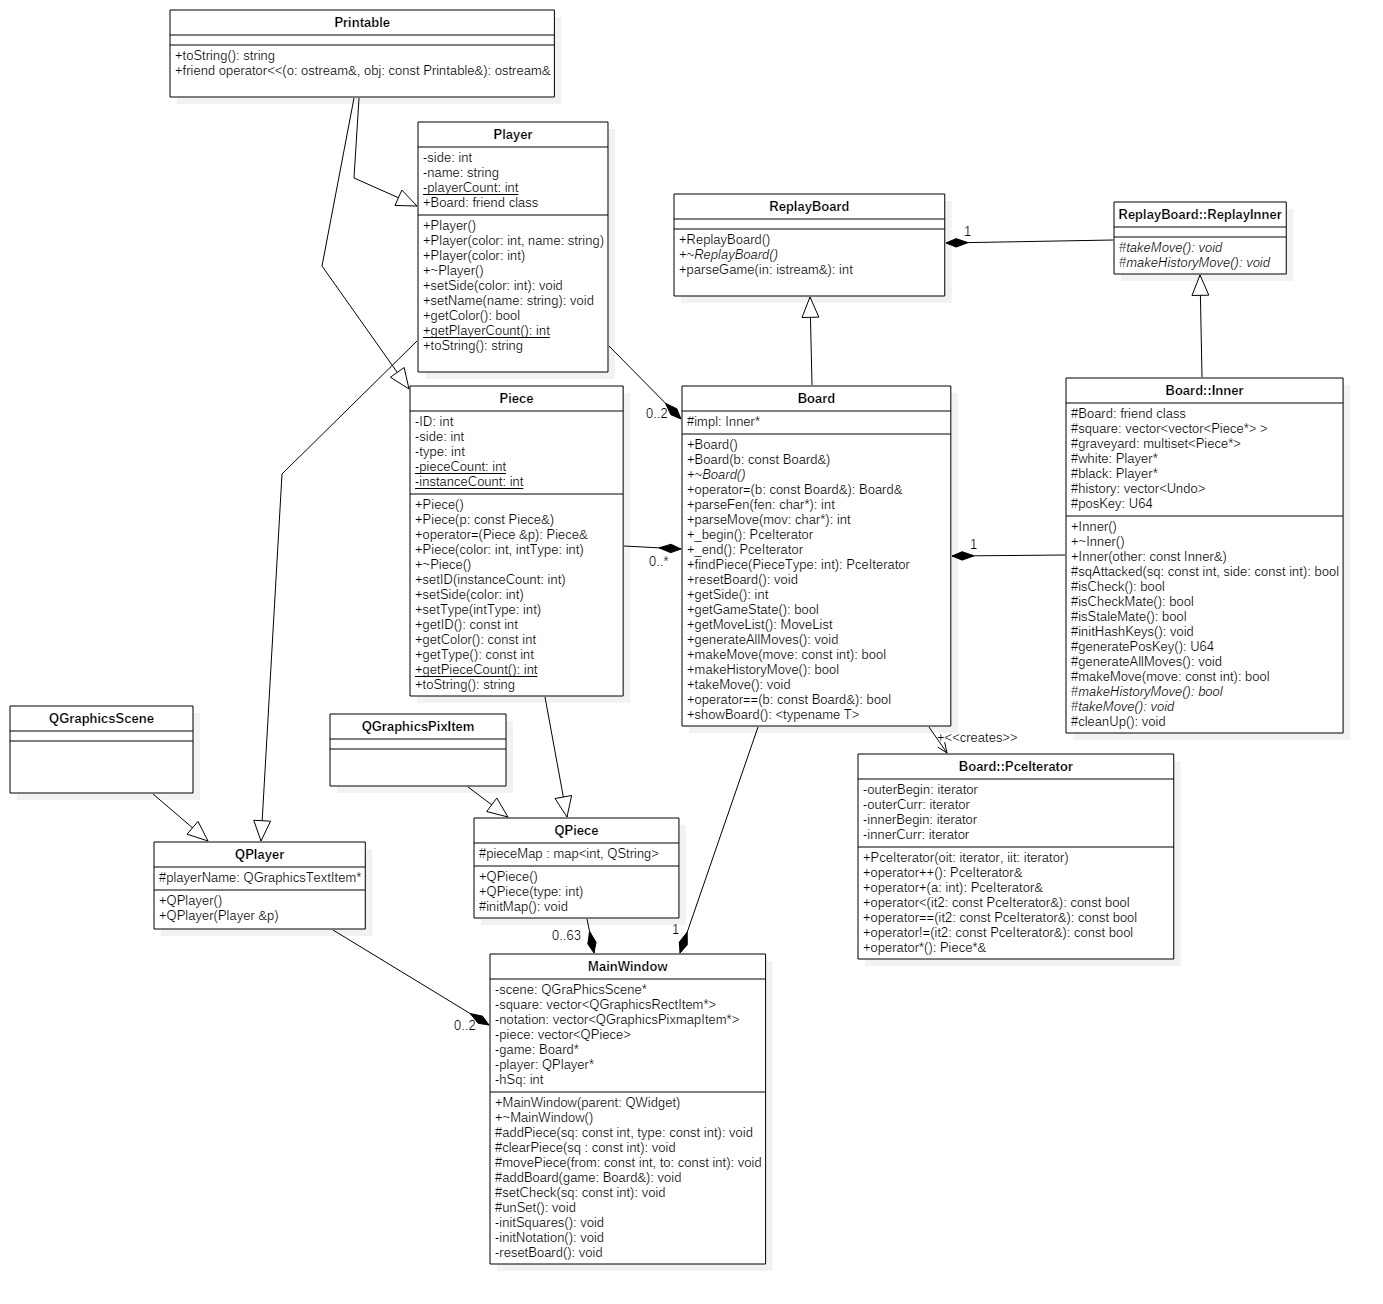 Printable
+toString(): string
+friend operator<<(o: ostream&, obj: const Printable&): ostream&
Player
-side: int
-name: string
-playerCount: int
+Board: friend class
+Player()
+Player(color: int, name: string)
+Player(color: int)
+~Player()
+setSide(color: int): void
+setName(name: string): void
+getColor(): bool
+getPlayerCount(): int
+toString(): string
ReplayBoard
+ReplayBoard()
+~ReplayBoard()
+parseGame(in: istream&): int
1
ReplayBoard::ReplayInner
#takeMove(): void
#makeHistoryMove(): void
Piece
-ID: int
-side: int
-type: int
-pieceCount: int
-instanceCount: int
+Piece()
+Piece(p: const Piece&)
+operator=(Piece &p): Piece&
+Piece(color: int, intType: int)
+~Piece()
+setID(instanceCount: int)
+setSide(color: int)
+setType(intType: int)
+getID(): const int
+getColor(): const int
+getType(): const int
+getPieceCount(): int
+toString(): string
0..2
0..*
Board
#impl: Inner*
+Board()
+Board(b: const Board&)
+~Board()
+operator=(b: const Board&): Board&
+parseFen(fen: char*): int
+parseMove(mov: char*): int
+_begin(): PceIterator
+_end(): PceIterator
+findPiece(PieceType: int): PceIterator
+resetBoard(): void
+getSide(): int
+getGameState(): bool
+getMoveList(): MoveList
+generateAllMoves(): void
+makeMove(move: const int): bool
+makeHistoryMove(): bool
+takeMove(): void
+operator==(b: const Board&): bool
+showBoard(): <typename T>
1
Board::Inner
#Board: friend class
#square: vector<vector<Piece*> >
#graveyard: multiset<Piece*>
#white: Player*
#black: Player*
#history: vector<Undo>
#posKey: U64
+Inner()
+~Inner()
+Inner(other: const Inner&)
#sqAttacked(sq: const int, side: const int): bool
#isCheck(): bool
#isCheckMate(): bool
#isStaleMate(): bool
#initHashKeys(): void
#generatePosKey(): U64
#generateAllMoves(): void
#makeMove(move: const int): bool
#makeHistoryMove(): bool
#takeMove(): void
#cleanUp(): void
QGraphicsScene
QGraphicsPixItem
+<<creates>>
Board::PceIterator
-outerBegin: iterator
-outerCurr: iterator
-innerBegin: iterator
-innerCurr: iterator
+PceIterator(oit: iterator, iit: iterator)
+operator++(): PceIterator&
+operator+(a: int): PceIterator&
+operator<(it2: const PceIterator&): const bool
+operator==(it2: const PceIterator&): const bool
+operator!=(it2: const PceIterator&): const bool
+operator*(): Piece*&
QPlayer
#playerName: QGraphicsTextItem*
+QPlayer()
+QPlayer(Player &p)
QPiece
#pieceMap : map<int, QString>
+QPiece()
+QPiece(type: int)
#initMap(): void
0..63
1
0..2
MainWindow
-scene: QGraPhicsScene*
-square: vector<QGraphicsRectItem*>
-notation: vector<QGraphicsPixmapItem*>
-piece: vector<QPiece>
-game: Board*
-player: QPlayer*
-hSq: int
+MainWindow(parent: QWidget)
+~MainWindow()
#addPiece(sq: const int, type: const int): void
#clearPiece(sq : const int): void
#movePiece(from: const int, to: const int): void
#addBoard(game: Board&): void
#setCheck(sq: const int): void
#unSet(): void
-initSquares(): void
-initNotation(): void
-resetBoard(): void